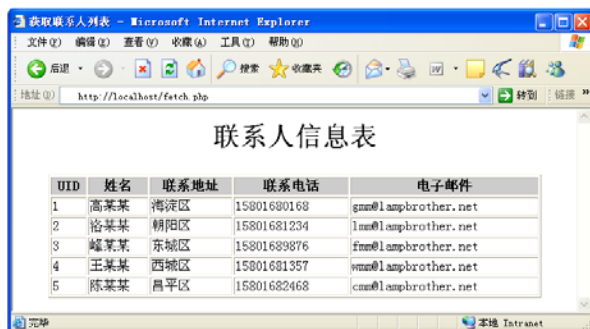 获取联系人列表 - Microsoft Internet Explorer
文件(F) 编辑(E) 查看(V) 收藏(A) 工具(T) 帮助(H)
后退 搜索 收藏夹
地址(D) http://localhost/fetch.php 转到 链接 »
联系人信息表
UID 姓名 联系地址 联系电话 电子邮件
1 高某某 海淀区 15801680168 gmm@lampbrother.net
2 洛某某 朝阳区 15801681234 lmm@lampbrother.net
3 峰某某 东城区 15801689876 fmm@lampbrother.net
4 王某某 西城区 15801681357 wmm@lampbrother.net
5 陈某某 昌平区 15801682468 cmm@lampbrother.net
完毕 本地 Intranet